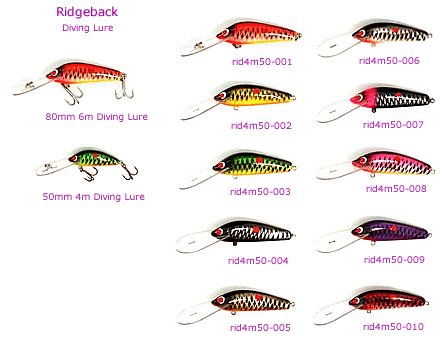 Ridgeback
Diving Lure
80mm 6m Diving Lure
50mm 4m Diving Lure
rid4m50-001
rid4m50-002
rid4m50-003
rid4m50-004
rid4m50-005
rid4m50-006
rid4m50-007
rid4m50-008
rid4m50-009
rid4m50-010